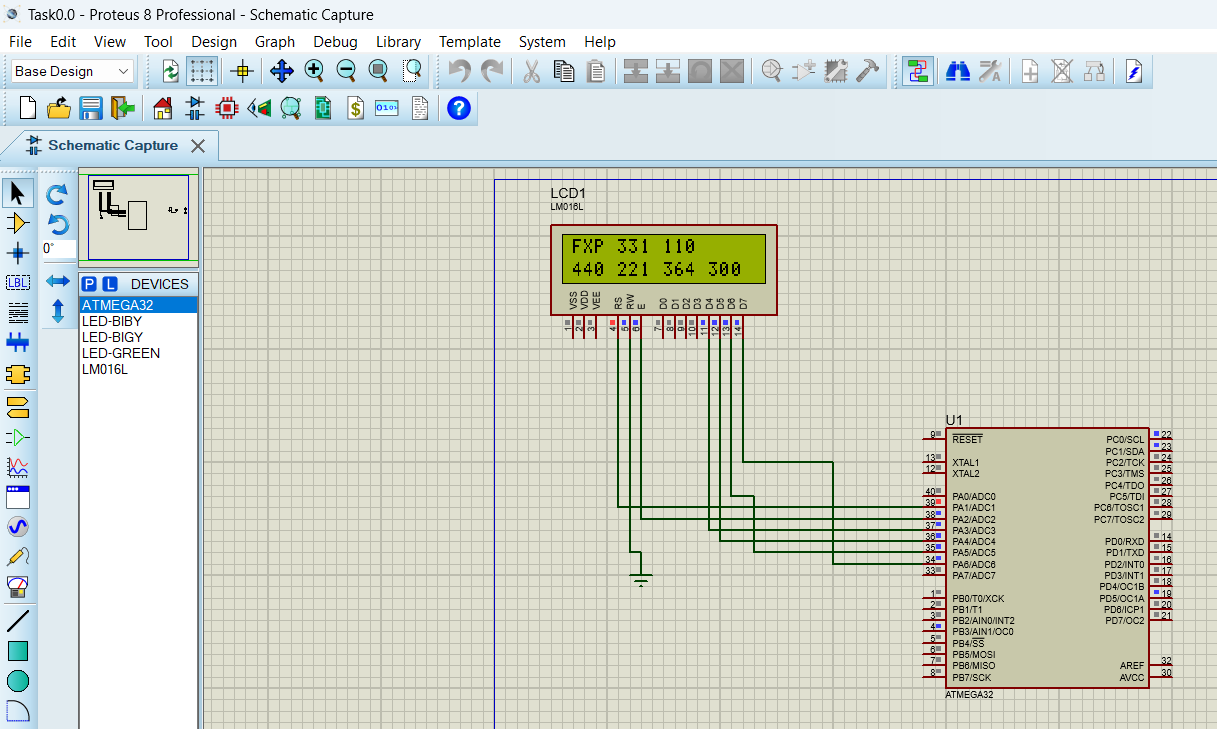 Task0.0 - Proteus 8 Professional - Schematic Capture
File Edit View Tool Design Graph Debug Library Template System Help
Base Design
Schematic Capture
0°
LBL
P L DEVICES
ATMEGA32
LED-BIBY
LED-BIGY
LED-GREEN
LM016L
LCD1
LM016L
FXP 331 110
440 221 364 300
VSS VDD VEE RS RW E D0 D1 D2 D3 D4 D5 D6 D7
1 2 3 4 5 6 7 8 9 10 11 12 13 14
U1
9 RESET PC0/SCL 22
PC1/SDA 23
13 XTAL1 PC2/TCK 24
12 XTAL2 PC3/TMS 25
PC4/TDO 26
40 PA0/ADC0 PC5/TDI 27
39 PA1/ADC1 PC6/TOSC1 28
38 PA2/ADC2 PC7/TOSC2 29
37 PA3/ADC3
36 PA4/ADC4 PD0/RXD 14
35 PA5/ADC5 PD1/TXD 15
34 PA6/ADC6 PD2/INT0 16
33 PA7/ADC7 PD3/INT1 17
PD4/OC1B 18
1 PB0/T0/XCK PD5/OC1A 19
2 PB1/T1 PD6/ICP1 20
3 PB2/AIN0/INT2 PD7/OC2 21
4 PB3/AIN1/OC0
5 PB4/SS
6 PB5/MOSI
7 PB6/MISO AREF 32
8 PB7/SCK AVCC 30
ATMEGA32